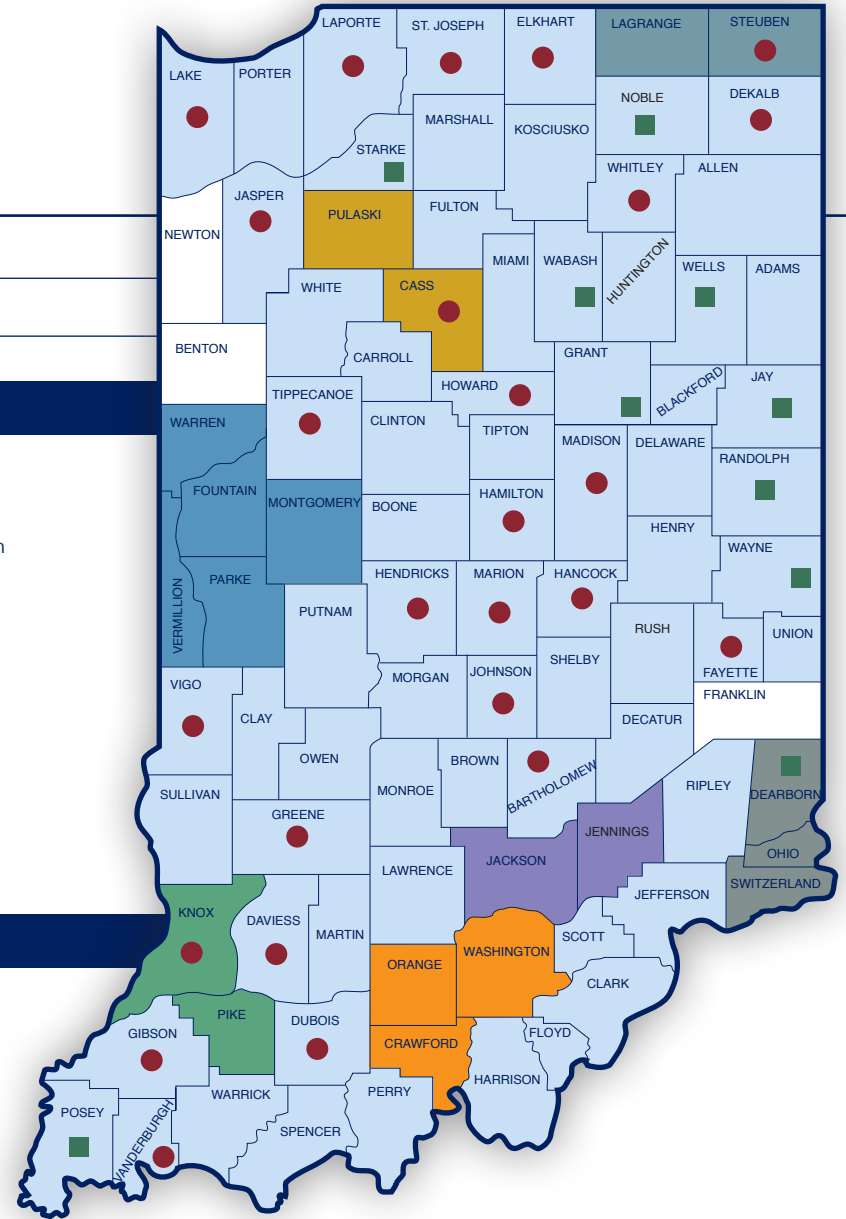 LAPORTE
ST. JOSEPH
ELKHART
LAGRANGE
STEUBEN
LAKE
PORTER
NOBLE
DEKALB
MARSHALL
KOSCIUSKO
STARKE
WHITLEY
ALLEN
JASPER
PULASKI
FULTON
NEWTON
MIAMI
WABASH
HUNTINGTON
WELLS
ADAMS
WHITE
CASS
BENTON
CARROLL
GRANT
HOWARD
BLACKFORD
JAY
TIPPECANOE
WARREN
CLINTON
TIPTON
MADISON
DELAWARE
RANDOLPH
FOUNTAIN
MONTGOMERY
BOONE
HAMILTON
HENRY
n
WAYNE
VERMILLION
PARKE
HENDRICKS
MARION
HANCOCK
PUTNAM
RUSH
UNION
SHELBY
FAYETTE
VIGO
MORGAN
JOHNSON
FRANKLIN
CLAY
DECATUR
OWEN
BROWN
BARTHOLOMEW
RIPLEY
DEARBORN
SULLIVAN
MONROE
GREENE
JENNINGS
JACKSON
OHIO
LAWRENCE
SWITZERLAND
JEFFERSON
KNOX
DAVIESS
MARTIN
SCOTT
WASHINGTON
ORANGE
CLARK
PIKE
DUBOIS
GIBSON
FLOYD
CRAWFORD
HARRISON
PERRY
WARRICK
POSEY
VANDERBURGH
SPENCER